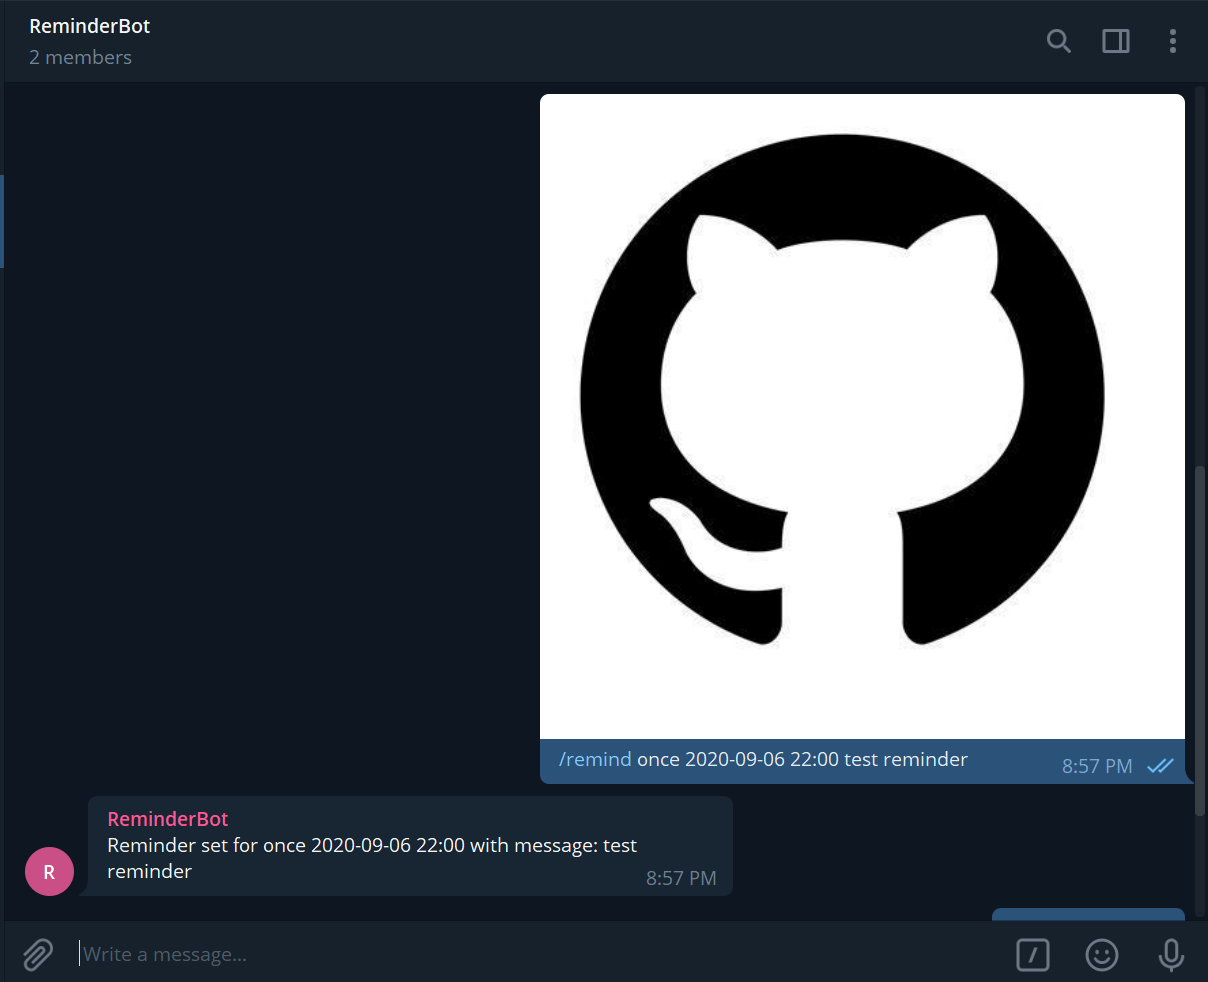 ReminderBot
2 members
/remind once 2020-09-06 22:00 test reminder
8:57 PM
ReminderBot
Reminder set for once 2020-09-06 22:00 with message: test
reminder
8:57 PM
R
Write a message...